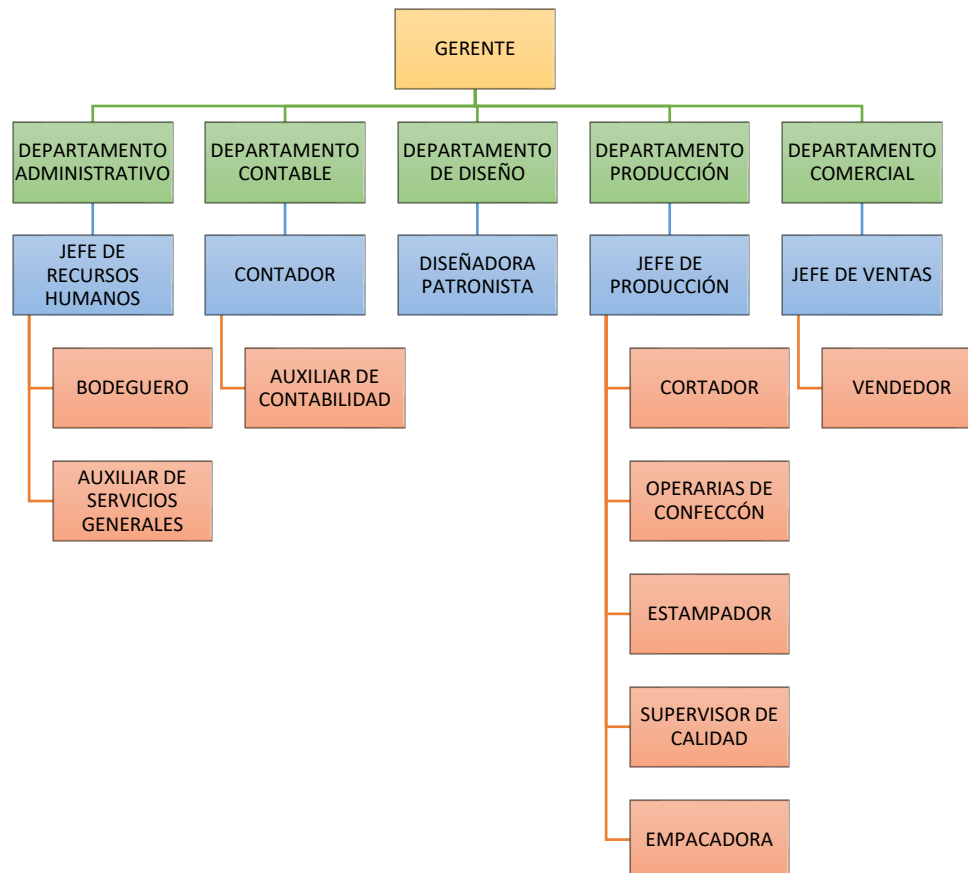 GERENTE
DEPARTAMENTO
ADMINISTRATIVO
DEPARTAMENTO
CONTABLE
DEPARTAMENTO
DE DISEÑO
DEPARTAMENTO
PRODUCCIÓN
DEPARTAMENTO
COMERCIAL
JEFE DE
RECURSOS
HUMANOS
CONTADOR
DISEÑADORA
PATRONISTA
JEFE DE
PRODUCCIÓN
JEFE DE VENTAS
BODEGUERO
AUXILIAR DE
CONTABILIDAD
CORTADOR
VENDEDOR
AUXILIAR DE
SERVICIOS
GENERALES
OPERARIAS DE
CONFECCÓN
ESTAMPADOR
SUPERVISOR DE
CALIDAD
EMPACADORA